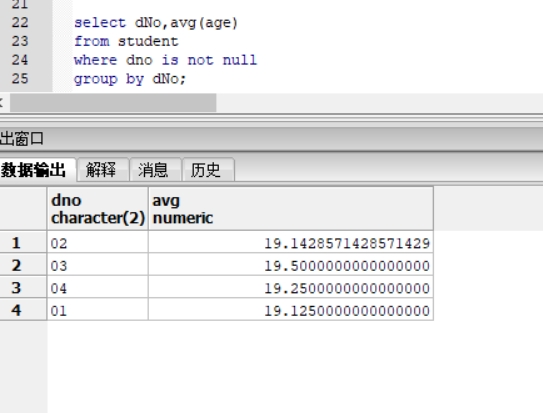 21
22 select dNo,avg(age)
23 from student
24 where dno is not null
25 group by dNo;
出窗口
数据输出 解释 消息 历史
dno avg
character(2) numeric
1 02 19.1428571428571429
2 03 19.5000000000000000
3 04 19.2500000000000000
4 01 19.1250000000000000